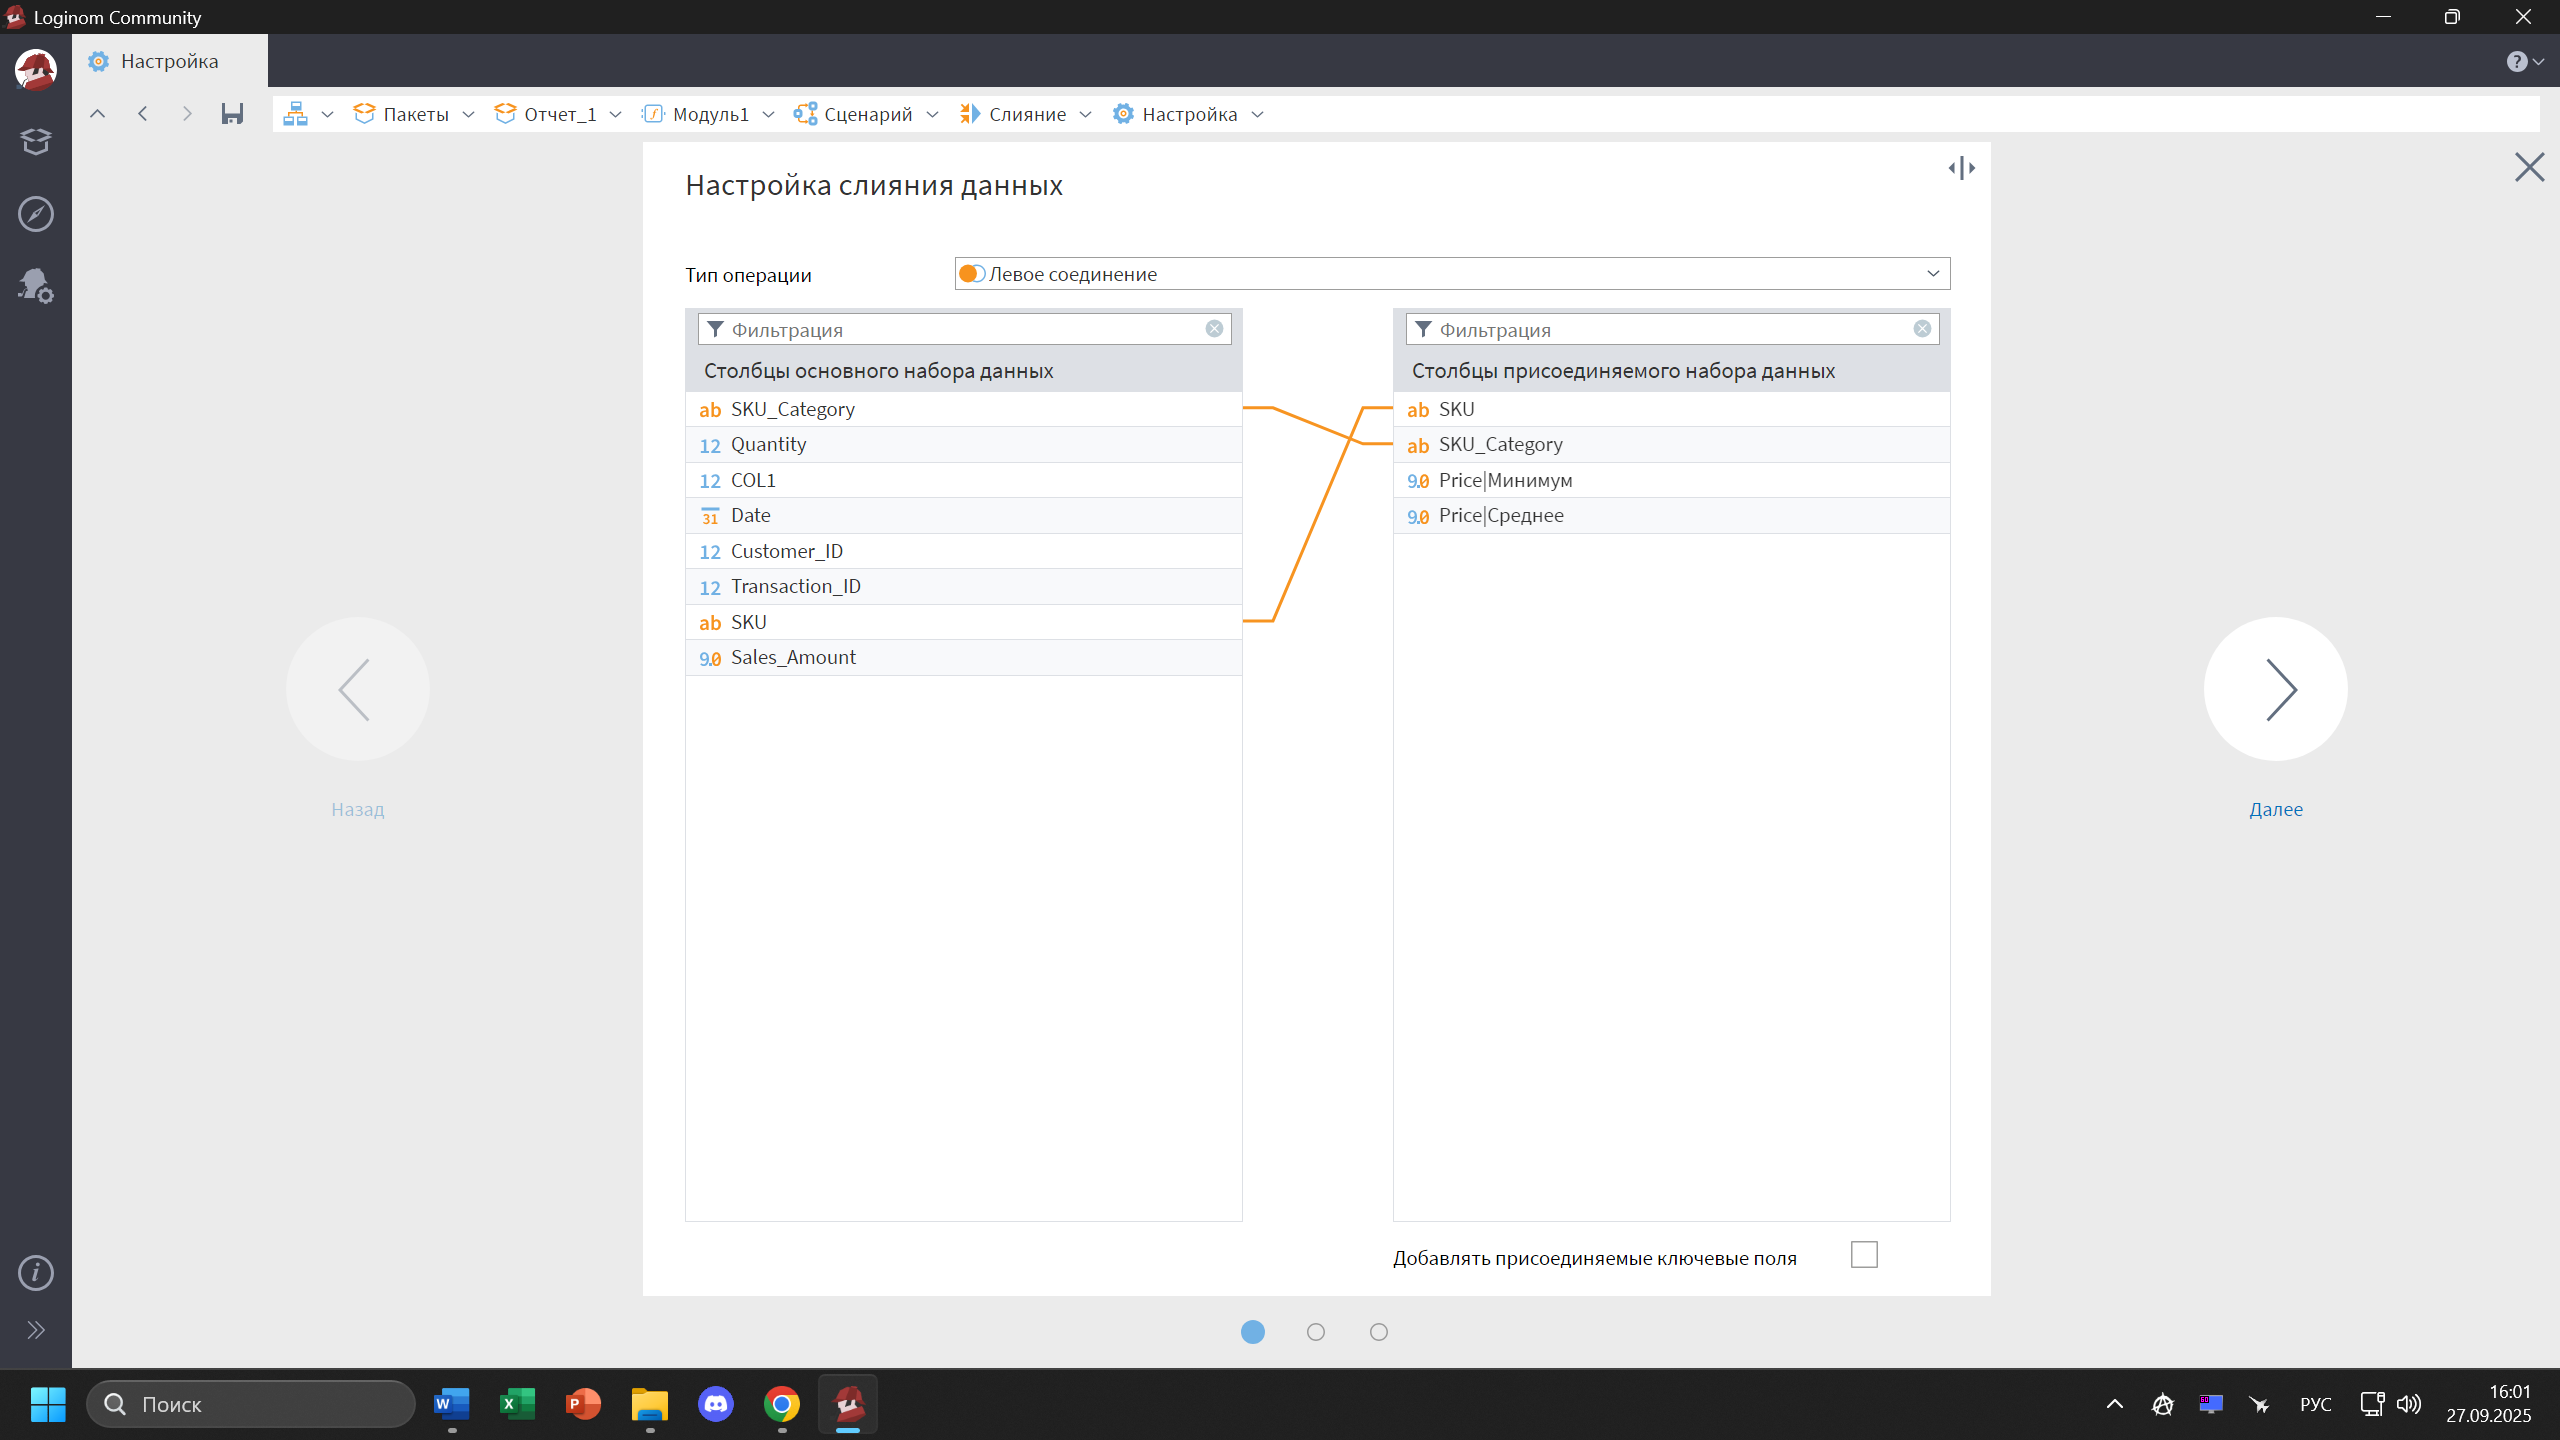 Loginom Community
Настройка
Пакеты
Отчет_1
Модуль1
Сценарий
Слияние
Настройка
Настройка слияния данных
Тип операции
Левое соединение
Фильтрация
Фильтрация
Столбцы основного набора данных
Столбцы присоединяемого набора данных
ab SKU_Category
ab SKU
12 Quantity
ab SKU_Category
12 COL1
9.0 Price|Минимум
31 Date
9.0 Price|Среднее
12 Customer_ID
12 Transaction_ID
ab SKU
9.0 Sales_Amount
Назад
Далее
Добавлять присоединяемые ключевые поля
Поиск
РУС
16:01
27.09.2025